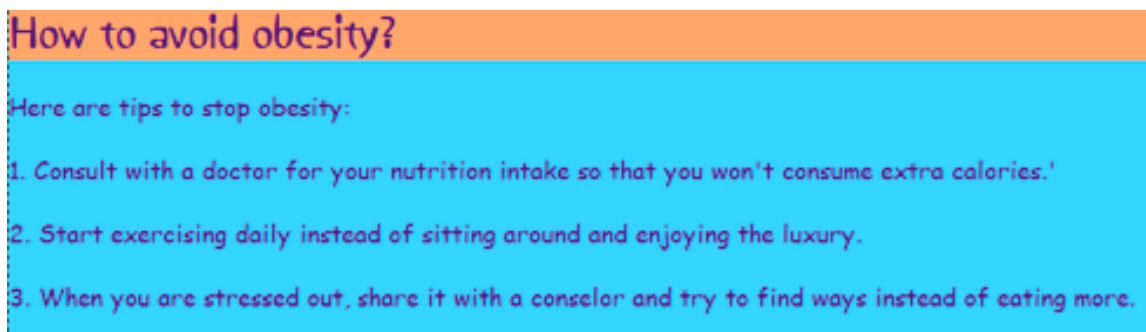 How to avoid obesity?
Here are tips to stop obesity:
1. Consult with a doctor for your nutrition intake so that you won't consume extra calories.'
2. Start exercising daily instead of sitting around and enjoying the luxury.
3. When you are stressed out, share it with a conselor and try to find ways instead of eating more.